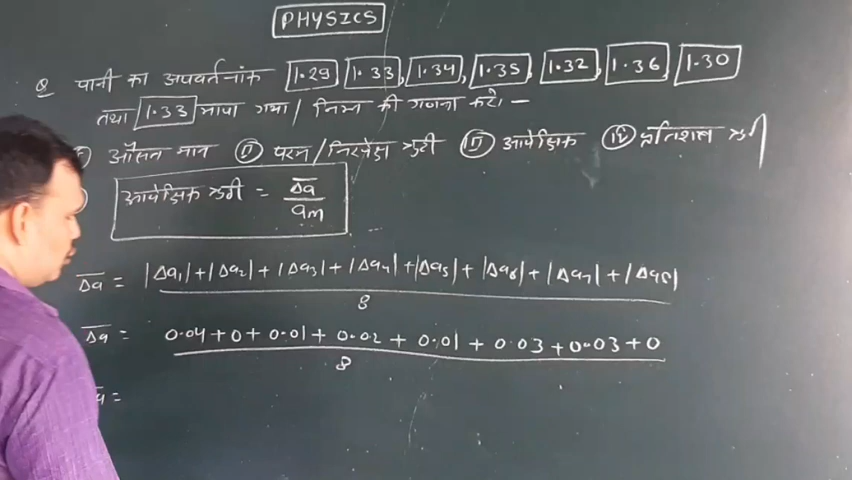 PHYSICS
Q पानी का अपवर्तनांक 1.29, 1.33, 1.34, 1.35, 1.32, 1.36, 1.30
तथा 1.33 मापा गया / निम्न की गणना करो। -
औसत मान (II) परम / निरपेक्ष त्रुटी (III) आपेक्षिक (IV) प्रतिशत त्रुटी
आपेक्षिक त्रुटी = Δa̅ / am
Δa̅ = |Δa₁| + |Δa₂| + |Δa₃| + |Δa₄| + |Δa₅| + |Δa₆| + |Δa₇| + |Δa₈|
8
Δa̅ = 0.04 + 0 + 0.01 + 0.02 + 0.01 + 0.03 + 0.03 + 0
8
=